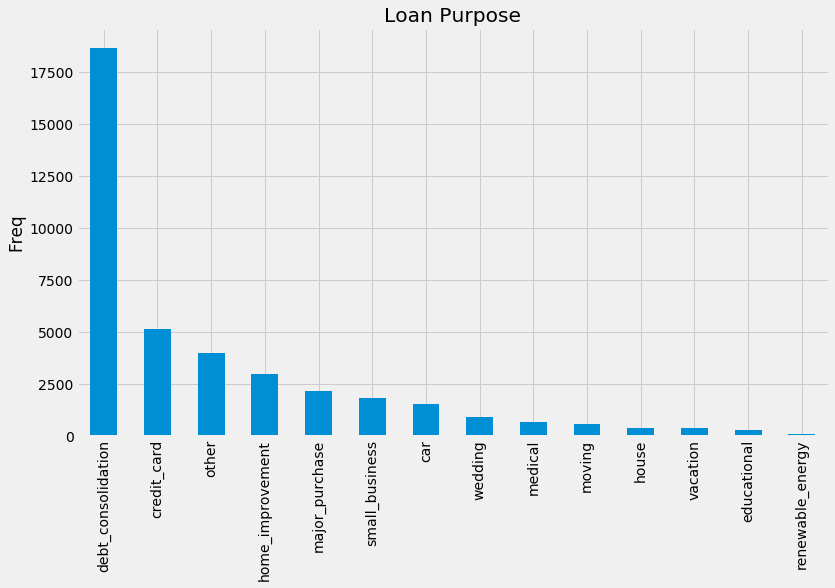 Loan Purpose
17500
15000
12500
10000
7500
5000
2500
0
Freq
debt_consolidation
credit_card
other
home_improvement
major_purchase
small_business
car
wedding
medical
moving
house
vacation
educational
renewable_energy